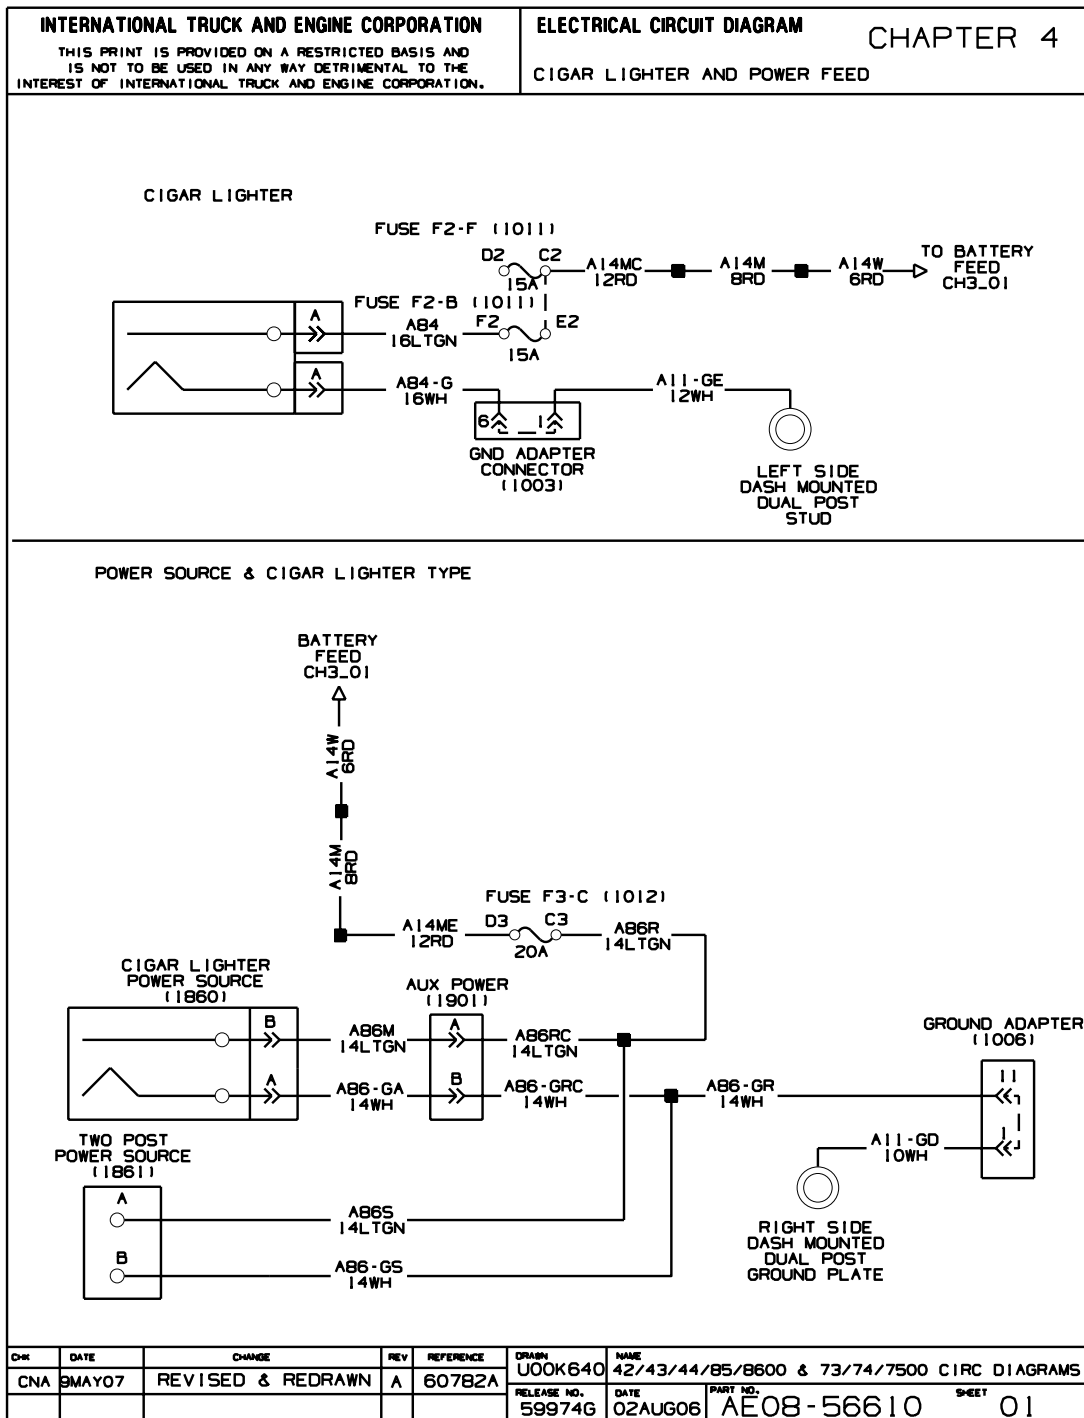 INTERNATIONAL TRUCK AND ENGINE CORPORATION
THIS PRINT IS PROVIDED ON A RESTRICTED BASIS AND
IS NOT TO BE USED IN ANY WAY DETRIMENTAL TO THE
INTEREST OF INTERNATIONAL TRUCK AND ENGINE CORPORATION.
ELECTRICAL CIRCUIT DIAGRAM
CHAPTER 4
CIGAR LIGHTER AND POWER FEED
CIGAR LIGHTER
FUSE F2-F (1011)
D2
C2
15A
A14MC
12RD
A14M
8RD
A14W
6RD
TO BATTERY
FEED
CH3_01
FUSE F2-B (1011)
A
A84
16LTGN
F2
E2
15A
A
A84-G
16WH
6
1
A11-GE
12WH
GND ADAPTER
CONNECTOR
(1003)
LEFT SIDE
DASH MOUNTED
DUAL POST
STUD
POWER SOURCE & CIGAR LIGHTER TYPE
BATTERY
FEED
CH3_01
A14W
6RD
A14M
8RD
FUSE F3-C (1012)
A14ME
12RD
D3
C3
20A
A86R
14LTGN
CIGAR LIGHTER
POWER SOURCE
(1860)
AUX POWER
(1901)
B
A86M
14LTGN
A
A86RC
14LTGN
A
A86-GA
14WH
B
A86-GRC
14WH
A86-GR
14WH
GROUND ADAPTER
(1006)
11
1
A11-GD
10WH
TWO POST
POWER SOURCE
(1861)
A
A86S
14LTGN
B
A86-GS
14WH
RIGHT SIDE
DASH MOUNTED
DUAL POST
GROUND PLATE
CHK DATE CHANGE REV REFERENCE
CNA 9MAY07 REVISED & REDRAWN A 60782A
DRAWN
U00K640
NAME
42/43/44/85/8600 & 73/74/7500 CIRC DIAGRAMS
RELEASE NO.
59974G
DATE
02AUG06
PART NO.
AE08-56610
SHEET
01